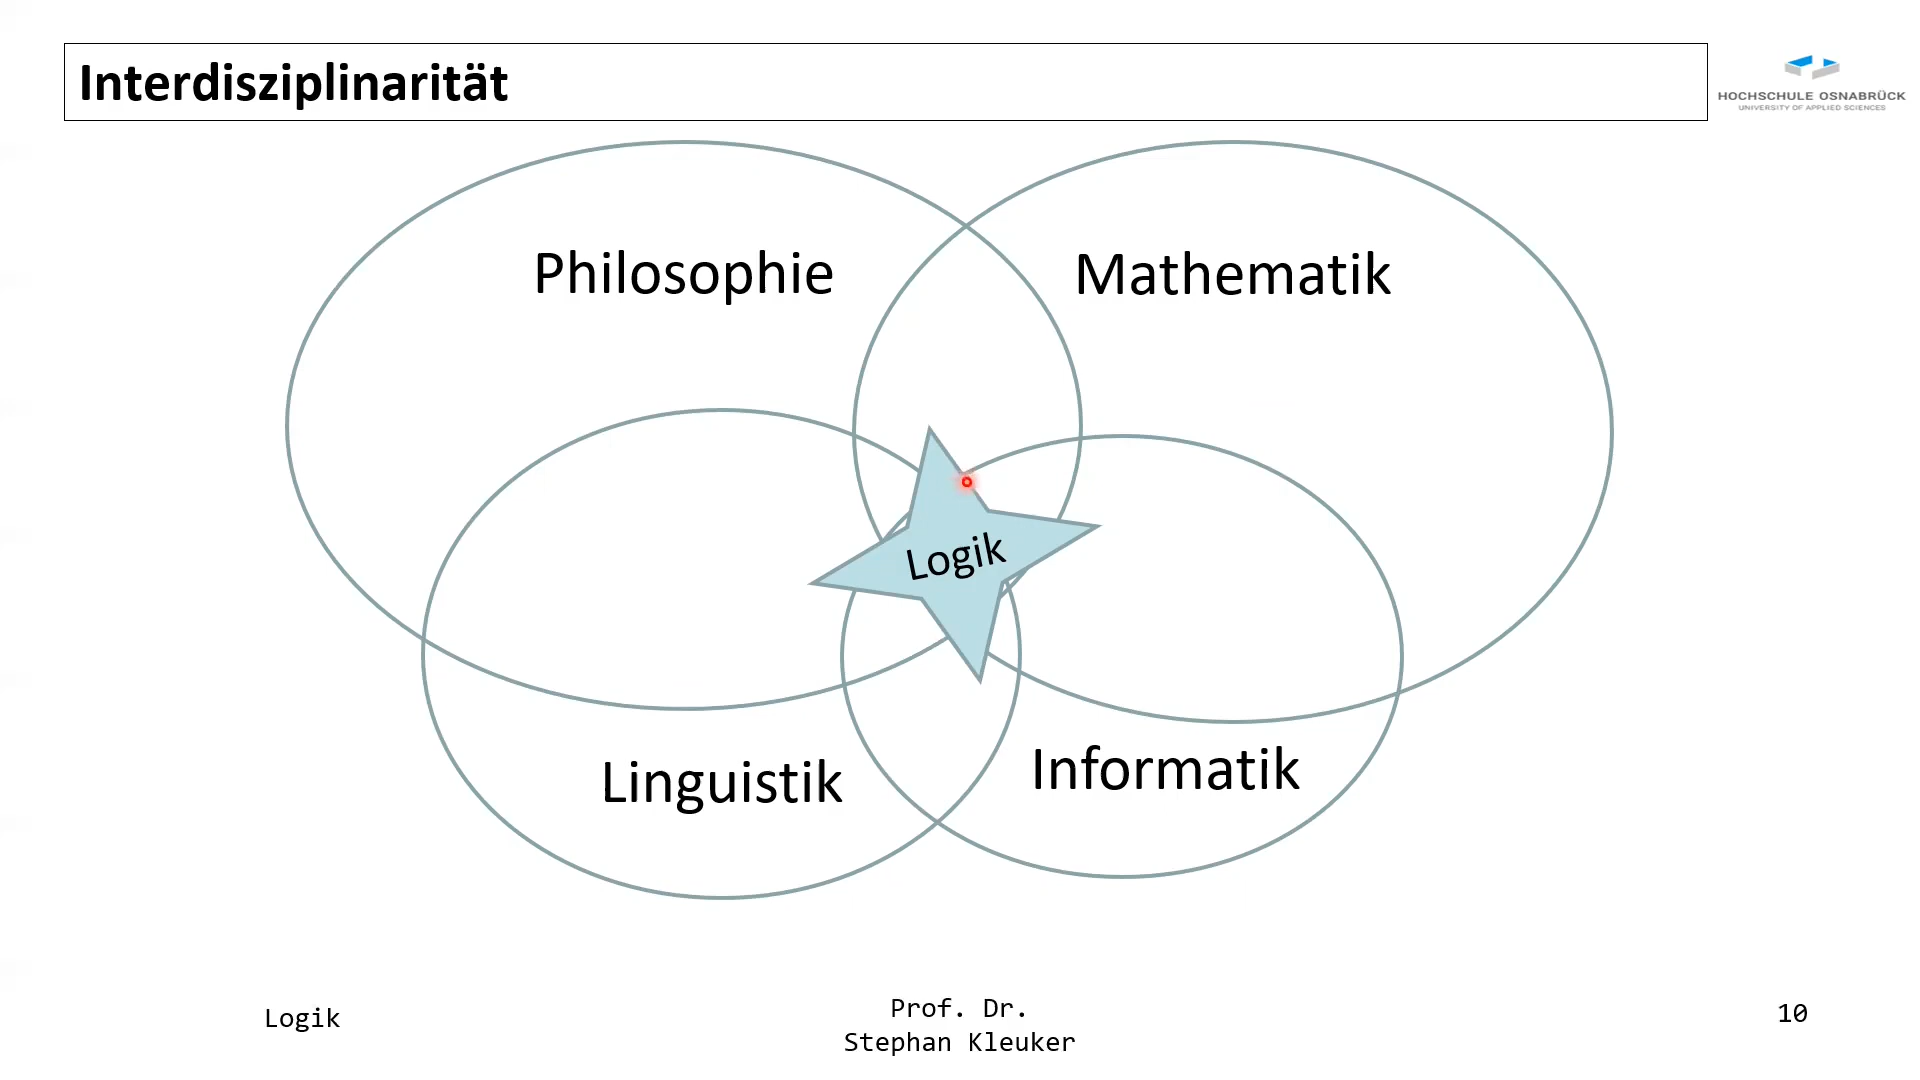 Interdisziplinarität
HOCHSCHULE OSNABRÜCK
UNIVERSITY OF APPLIED SCIENCES
Philosophie
Mathematik
Logik
Linguistik
Informatik
Logik
Prof. Dr.
Stephan Kleuker
10